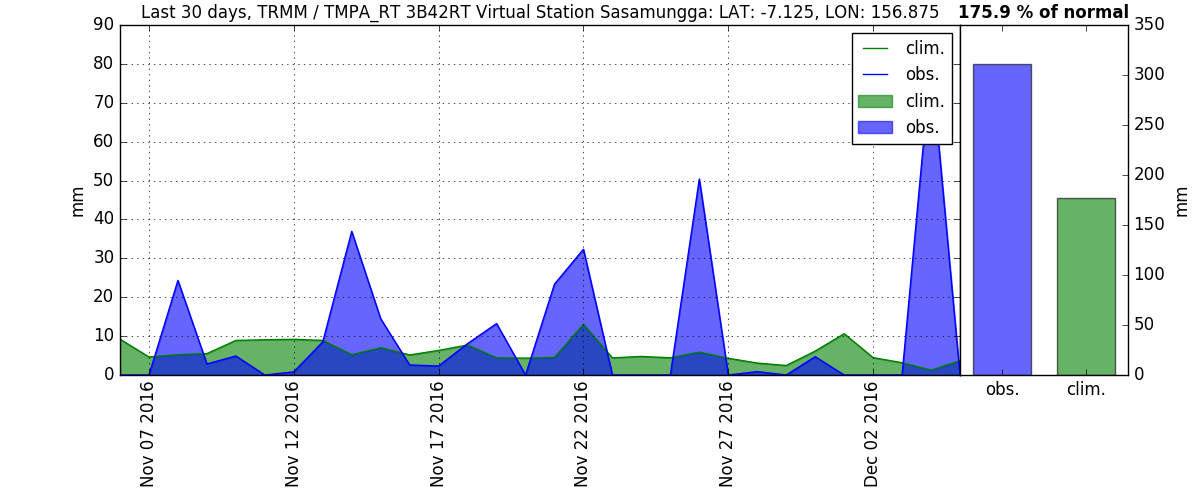 Last 30 days, TRMM / TMPA_RT 3B42RT Virtual Station Sasamungga: LAT: -7.125, LON: 156.875
175.9 % of normal
90
80
70
60
50
40
30
20
10
0
mm
clim.
obs.
clim.
obs.
Nov 07 2016
Nov 12 2016
Nov 17 2016
Nov 22 2016
Nov 27 2016
Dec 02 2016
350
300
250
200
150
100
50
0
mm
obs.
clim.